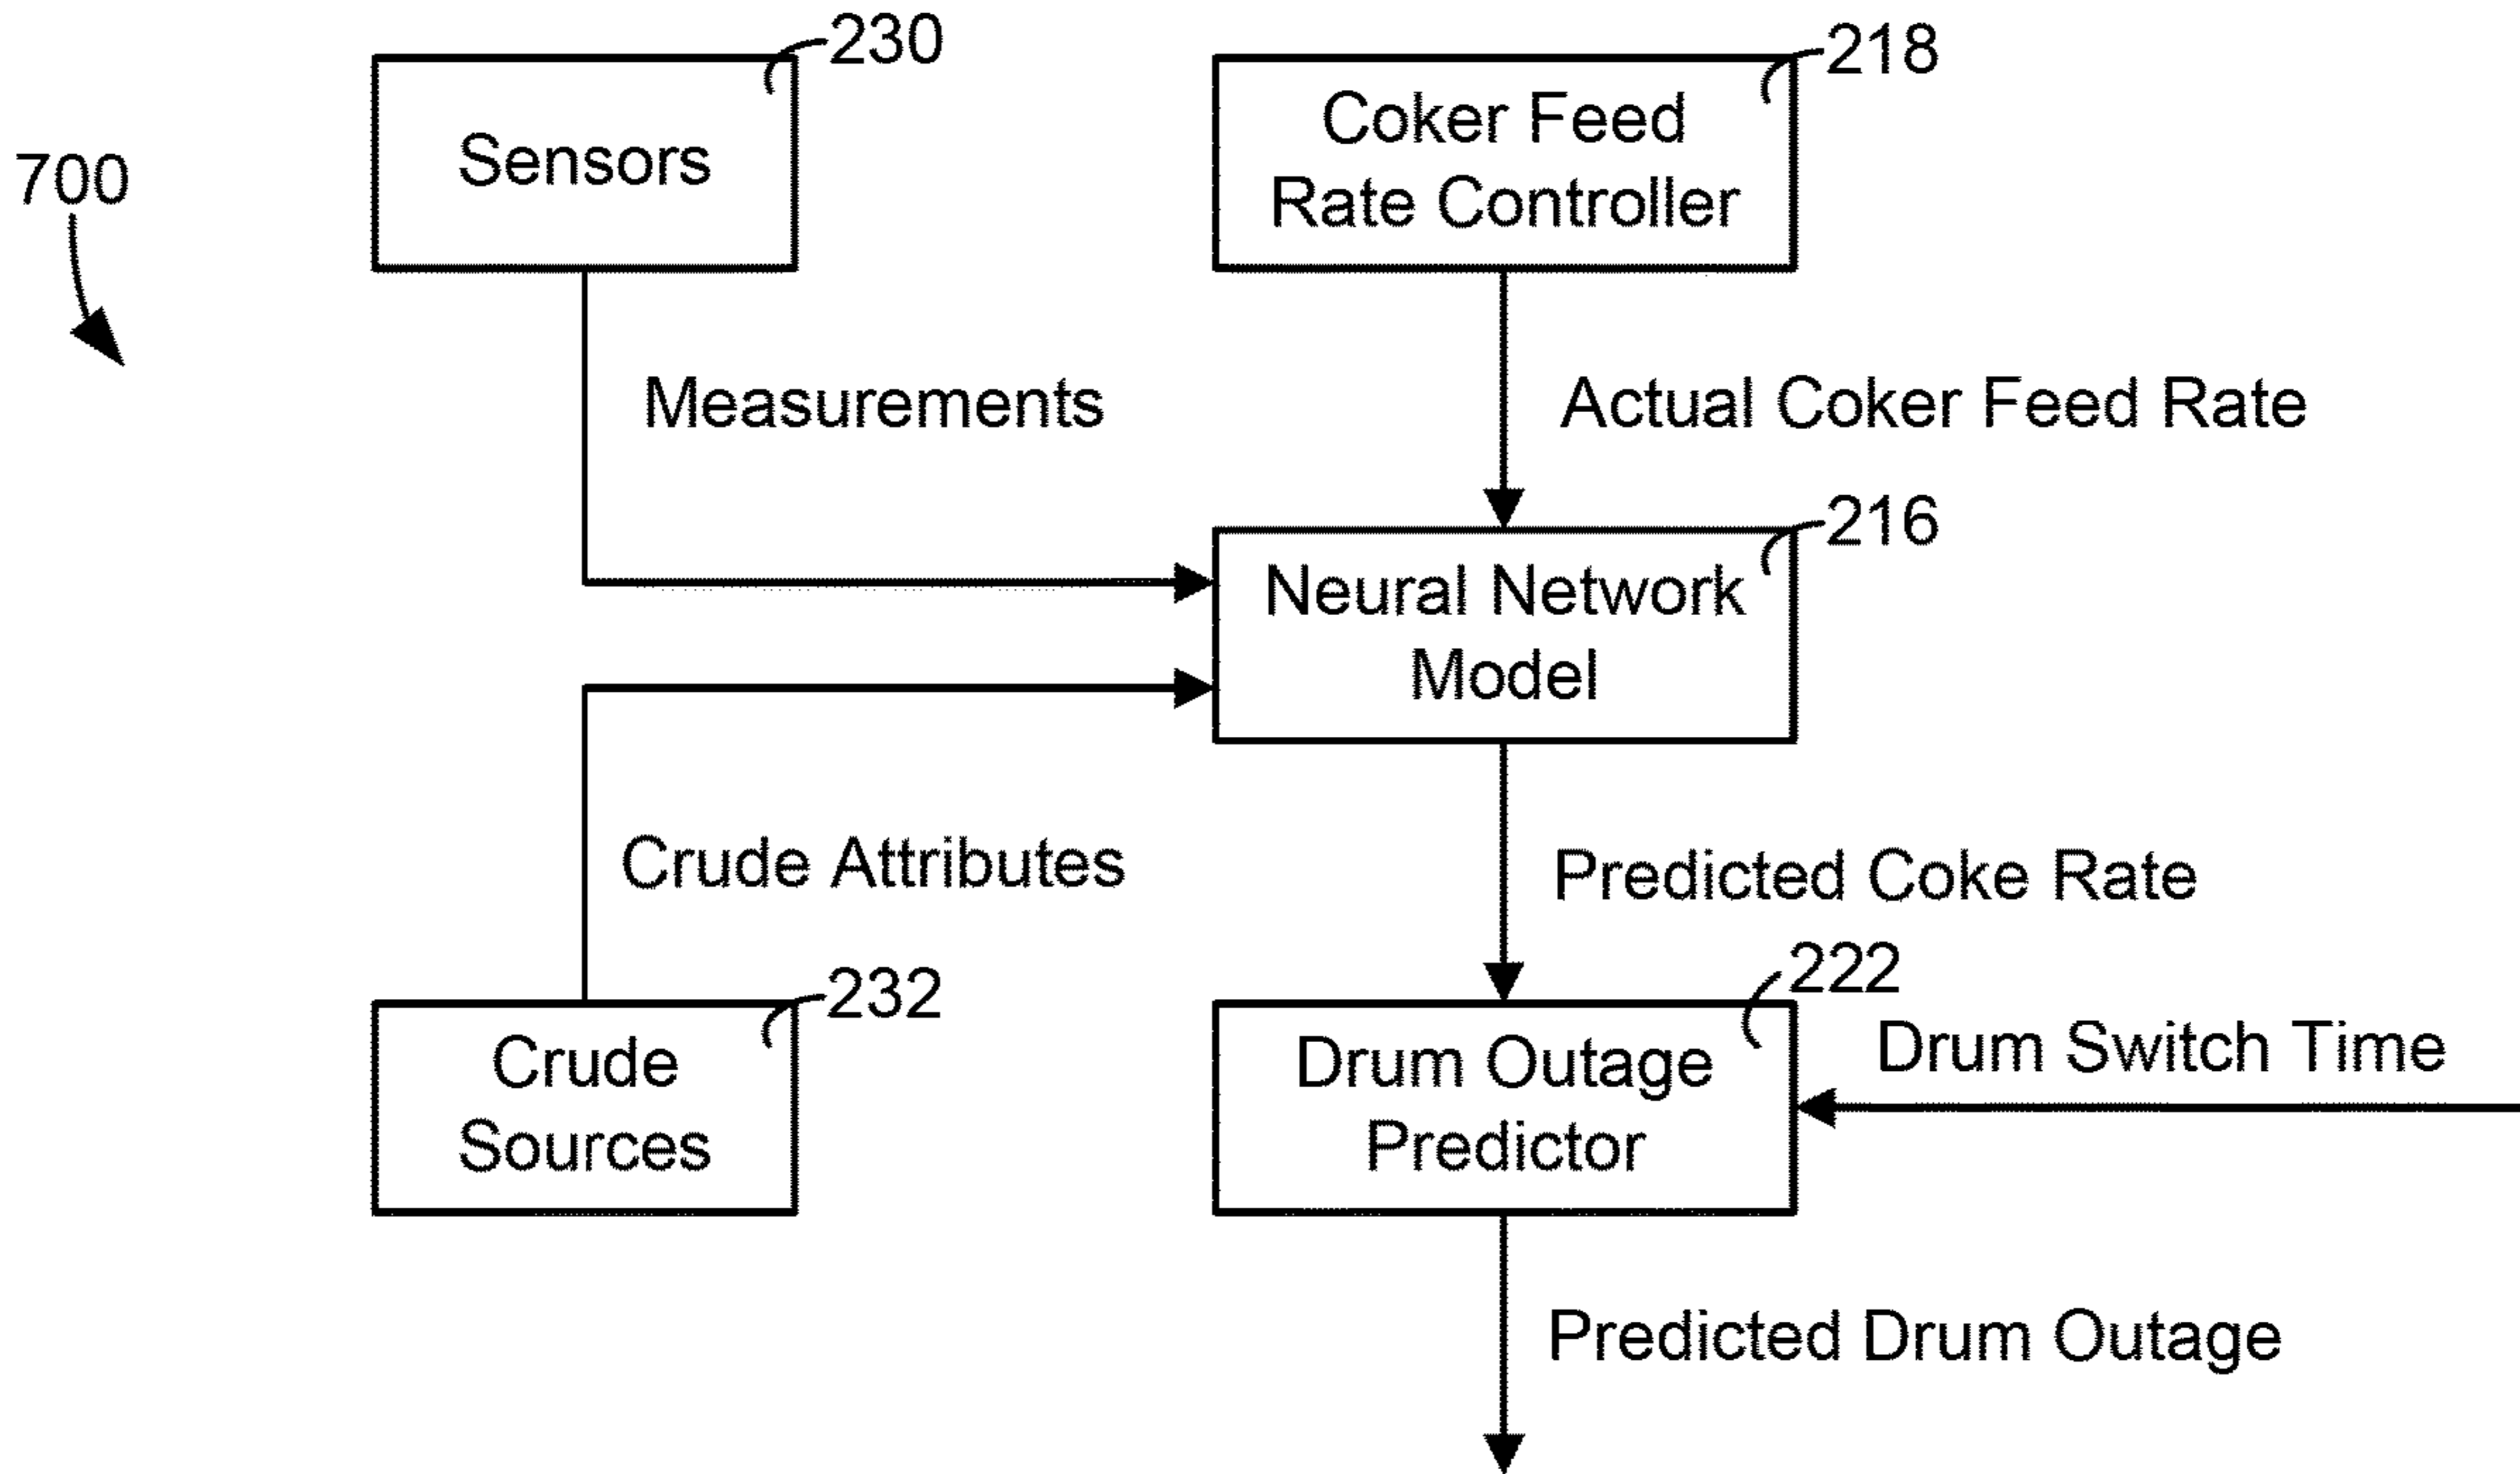 230
218
Sensors
Coker Feed
Rate Controller
700
Measurements
Actual Coker Feed Rate
216
Neural Network
Model
Crude Attributes
Predicted Coke Rate
232
222
Crude
Sources
Drum Outage
Predictor
Drum Switch Time
Predicted Drum Outage